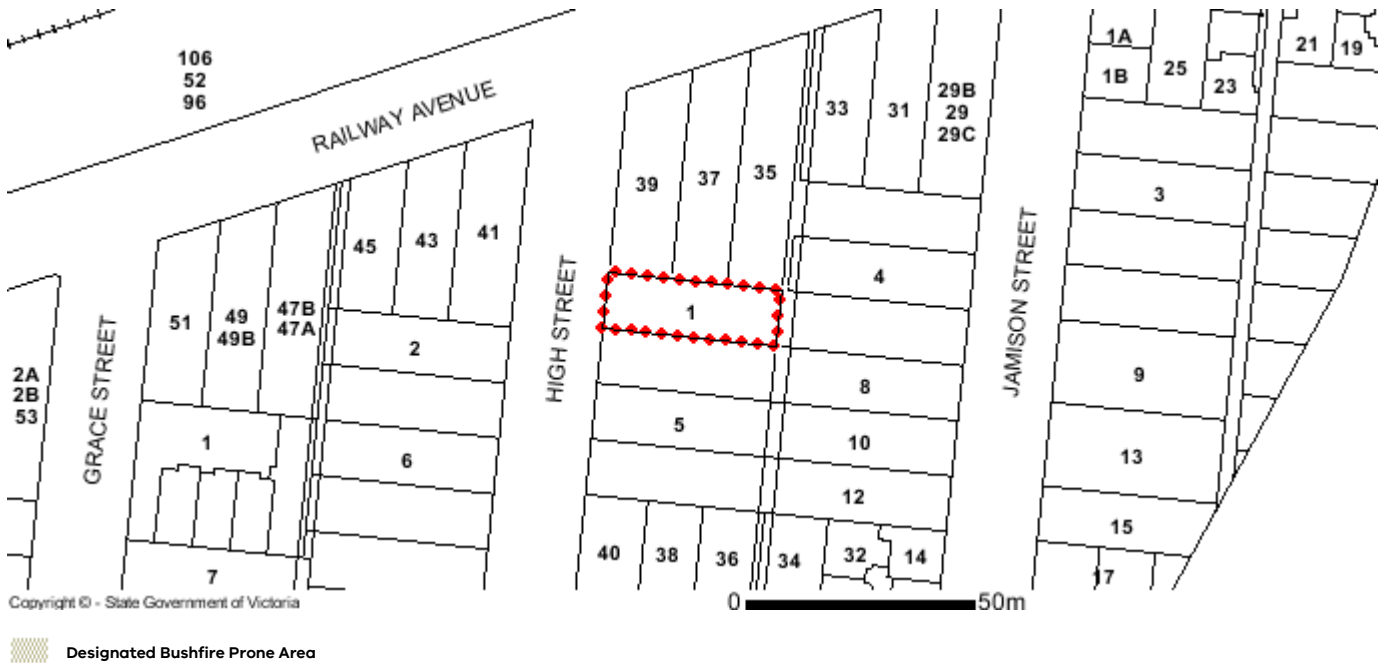 106
52
96
RAILWAY AVENUE
1A
1B
25
23
21
19
33
31
29B
29
29C
39
37
35
3
45
43
41
4
51
49
49B
47B
47A
1
2
HIGH STREET
JAMISON STREET
GRACE STREET
2A
2B
53
8
9
1
5
10
6
13
12
15
40
38
36
34
32
14
7
17
Copyright © - State Government of Victoria
0 50m
Designated Bushfire Prone Area